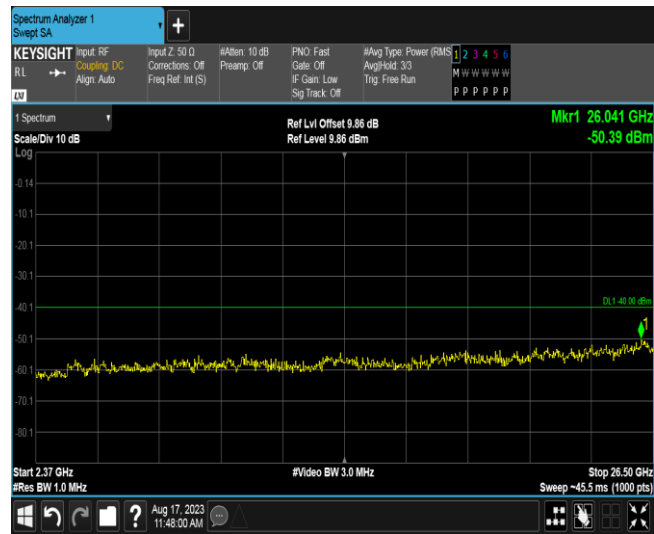 Spectrum Analyzer 1
Swept SA
+
KEYSIGHT
RL
LXI
Input: RF
Coupling: DC
Align: Auto
Input Z: 50 Ω
Corrections: Off
Freq Ref: Int (S)
#Atten: 10 dB
Preamp: Off
PNO: Fast
Gate: Off
IF Gain: Low
Sig Track: Off
#Avg Type: Power (RMS
Avg|Hold: 3/3
Trig: Free Run
1 2 3 4 5 6
M W W W W W
P P P P P P
1 Spectrum
Scale/Div 10 dB
Log
Ref Lvl Offset 9.86 dB
Ref Level 9.86 dBm
Mkr1 26.041 GHz
-50.39 dBm
-0.14
-10.1
-20.1
-30.1
-40.1
DL1 -40.00 dBm
1
-50.1
-60.1
-70.1
-80.1
Start 2.37 GHz
#Video BW 3.0 MHz
Stop 26.50 GHz
#Res BW 1.0 MHz
Sweep ~45.5 ms (1000 pts)
?
Aug 17, 2023
11:48:00 AM